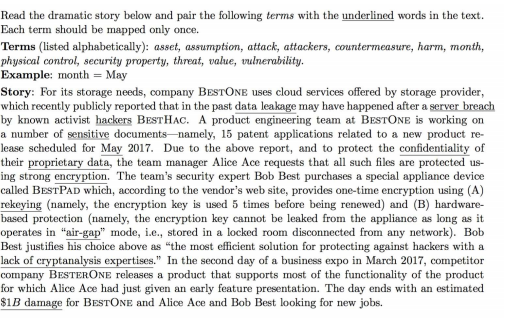 Read the dramatic story below and pair the following terms with the underlined words in the text.
Each term should be mapped only once.
Terms (listed alphabetically): asset, assumption, attack, attackers, countermeasure, harm, month,
physical control, security property, threat, value, vulnerability.
Example: month = May
Story: For its storage needs, company BESTONE uses cloud services offered by storage provider,
which recently publicly reported that in the past data leakage may have happened after a server breach
by known activist hackers BESTHAC. A product engineering team at BESTONE is working on
a number of sensitive documents—namely, 15 patent applications related to a new product re-
lease scheduled for May 2017. Due to the above report, and to protect the confidentiality of
their proprietary data, the team manager Alice Ace requests that all such files are protected us-
ing strong encryption. The team's security expert Bob Best purchases a special appliance device
called BESTPAD which, according to the vendor's web site, provides one-time encryption using (A)
rekeying (namely, the encryption key is used 5 times before being renewed) and (B) hardware-
based protection (namely, the encryption key cannot be leaked from the appliance as long as it
operates in "air-gap" mode, i.e., stored in a locked room disconnected from any network). Bob
Best justifies his choice above as "the most efficient solution for protecting against hackers with a
lack of cryptanalysis expertises." In the second day of a business expo in March 2017, competitor
company BESTERONE releases a product that supports most of the functionality of the product
for which Alice Ace had just given an early feature presentation. The day ends with an estimated
$1B damage for BESTONE and Alice Ace and Bob Best looking for new jobs.